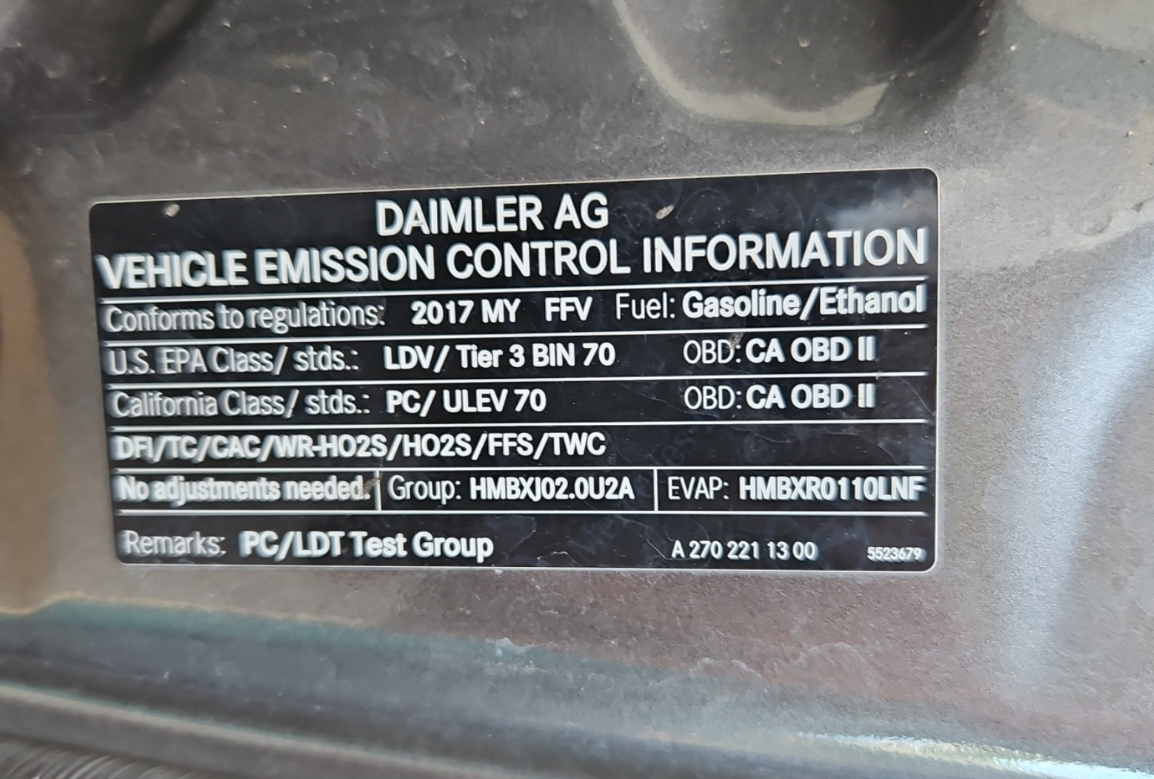 DAIMLER AG
VEHICLE EMISSION CONTROL INFORMATION
Conforms to regulations: 2017 MY FFV Fuel: Gasoline/Ethanol
U.S. EPA Class/ stds.: LDV/ Tier 3 BIN 70 OBD: CA OBD II
California Class/ stds.: PC/ ULEV 70 OBD: CA OBD II
DFI/TC/CAC/WR-HO2S/HO2S/FFS/TWC
No adjustments needed. Group: HMBXJ02.0U2A EVAP: HMBXR0110LNF
Remarks: PC/LDT Test Group A 270 221 13 00 5523679